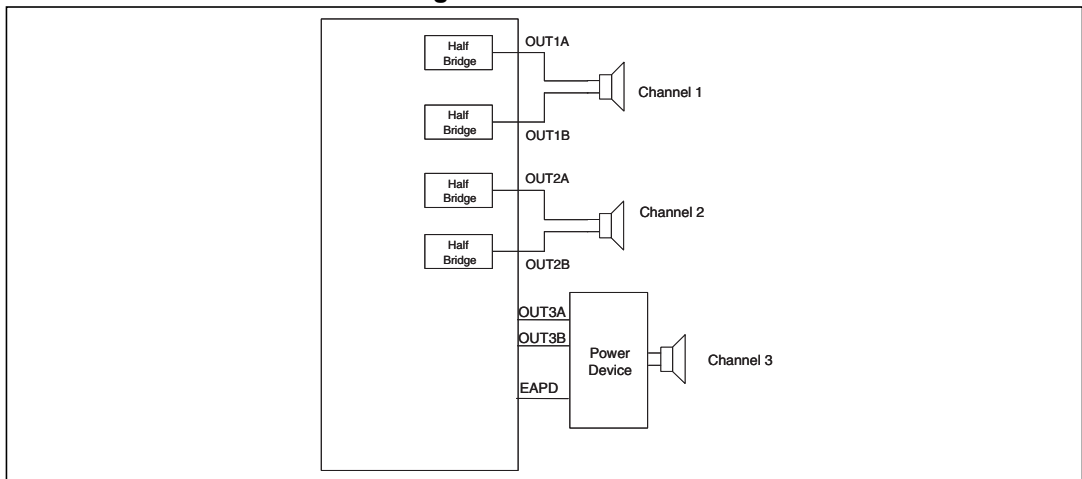 Half
Bridge
OUT1A
Channel 1
Half
Bridge
OUT1B
Half
Bridge
OUT2A
Channel 2
Half
Bridge
OUT2B
OUT3A
OUT3B
Power
Device
Channel 3
EAPD